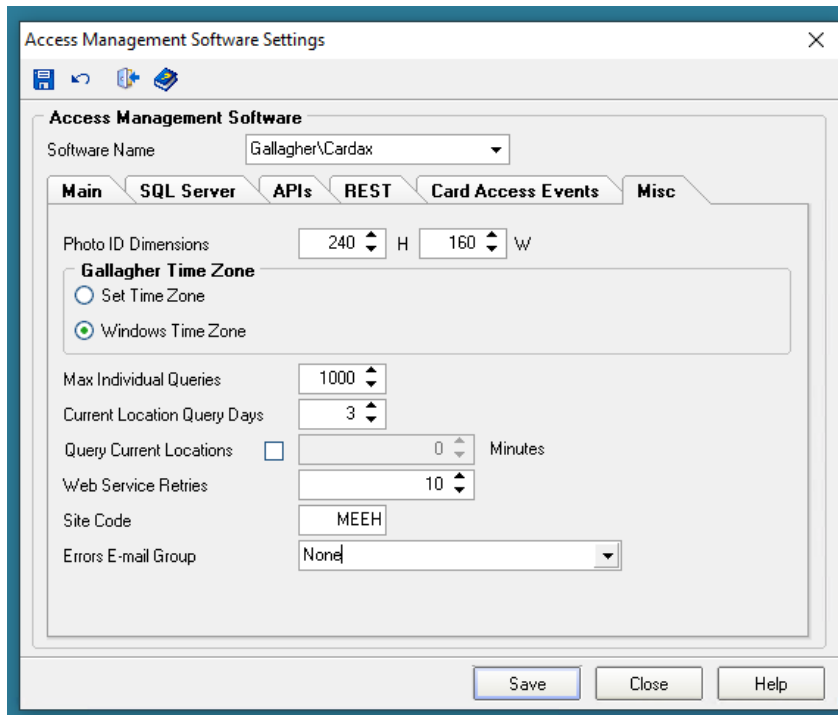 Access Management Software Settings
Access Management Software
Software Name Gallagher\Cardax
Main SQL Server APIs REST Card Access Events Misc
Photo ID Dimensions 240 H 160 W
Gallagher Time Zone
Set Time Zone
Windows Time Zone
Max Individual Queries 1000
Current Location Query Days 3
Query Current Locations 0 Minutes
Web Service Retries 10
Site Code MEEH
Errors E-mail Group None
Save Close Help